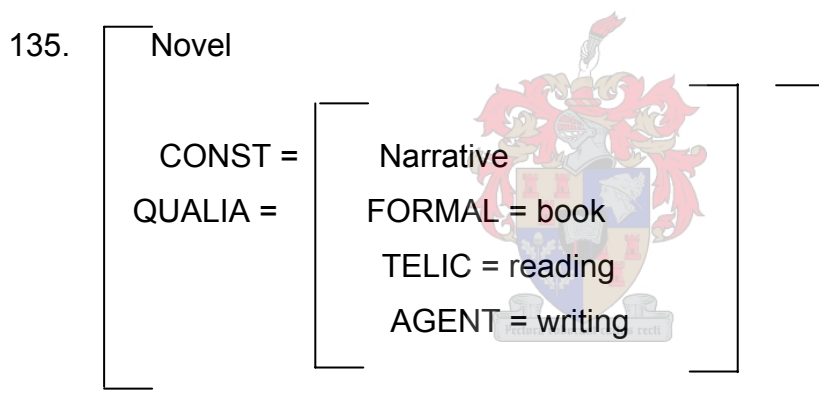 135. Novel
CONST = Narrative
QUALIA = FORMAL = book
TELIC = reading
AGENT = writing